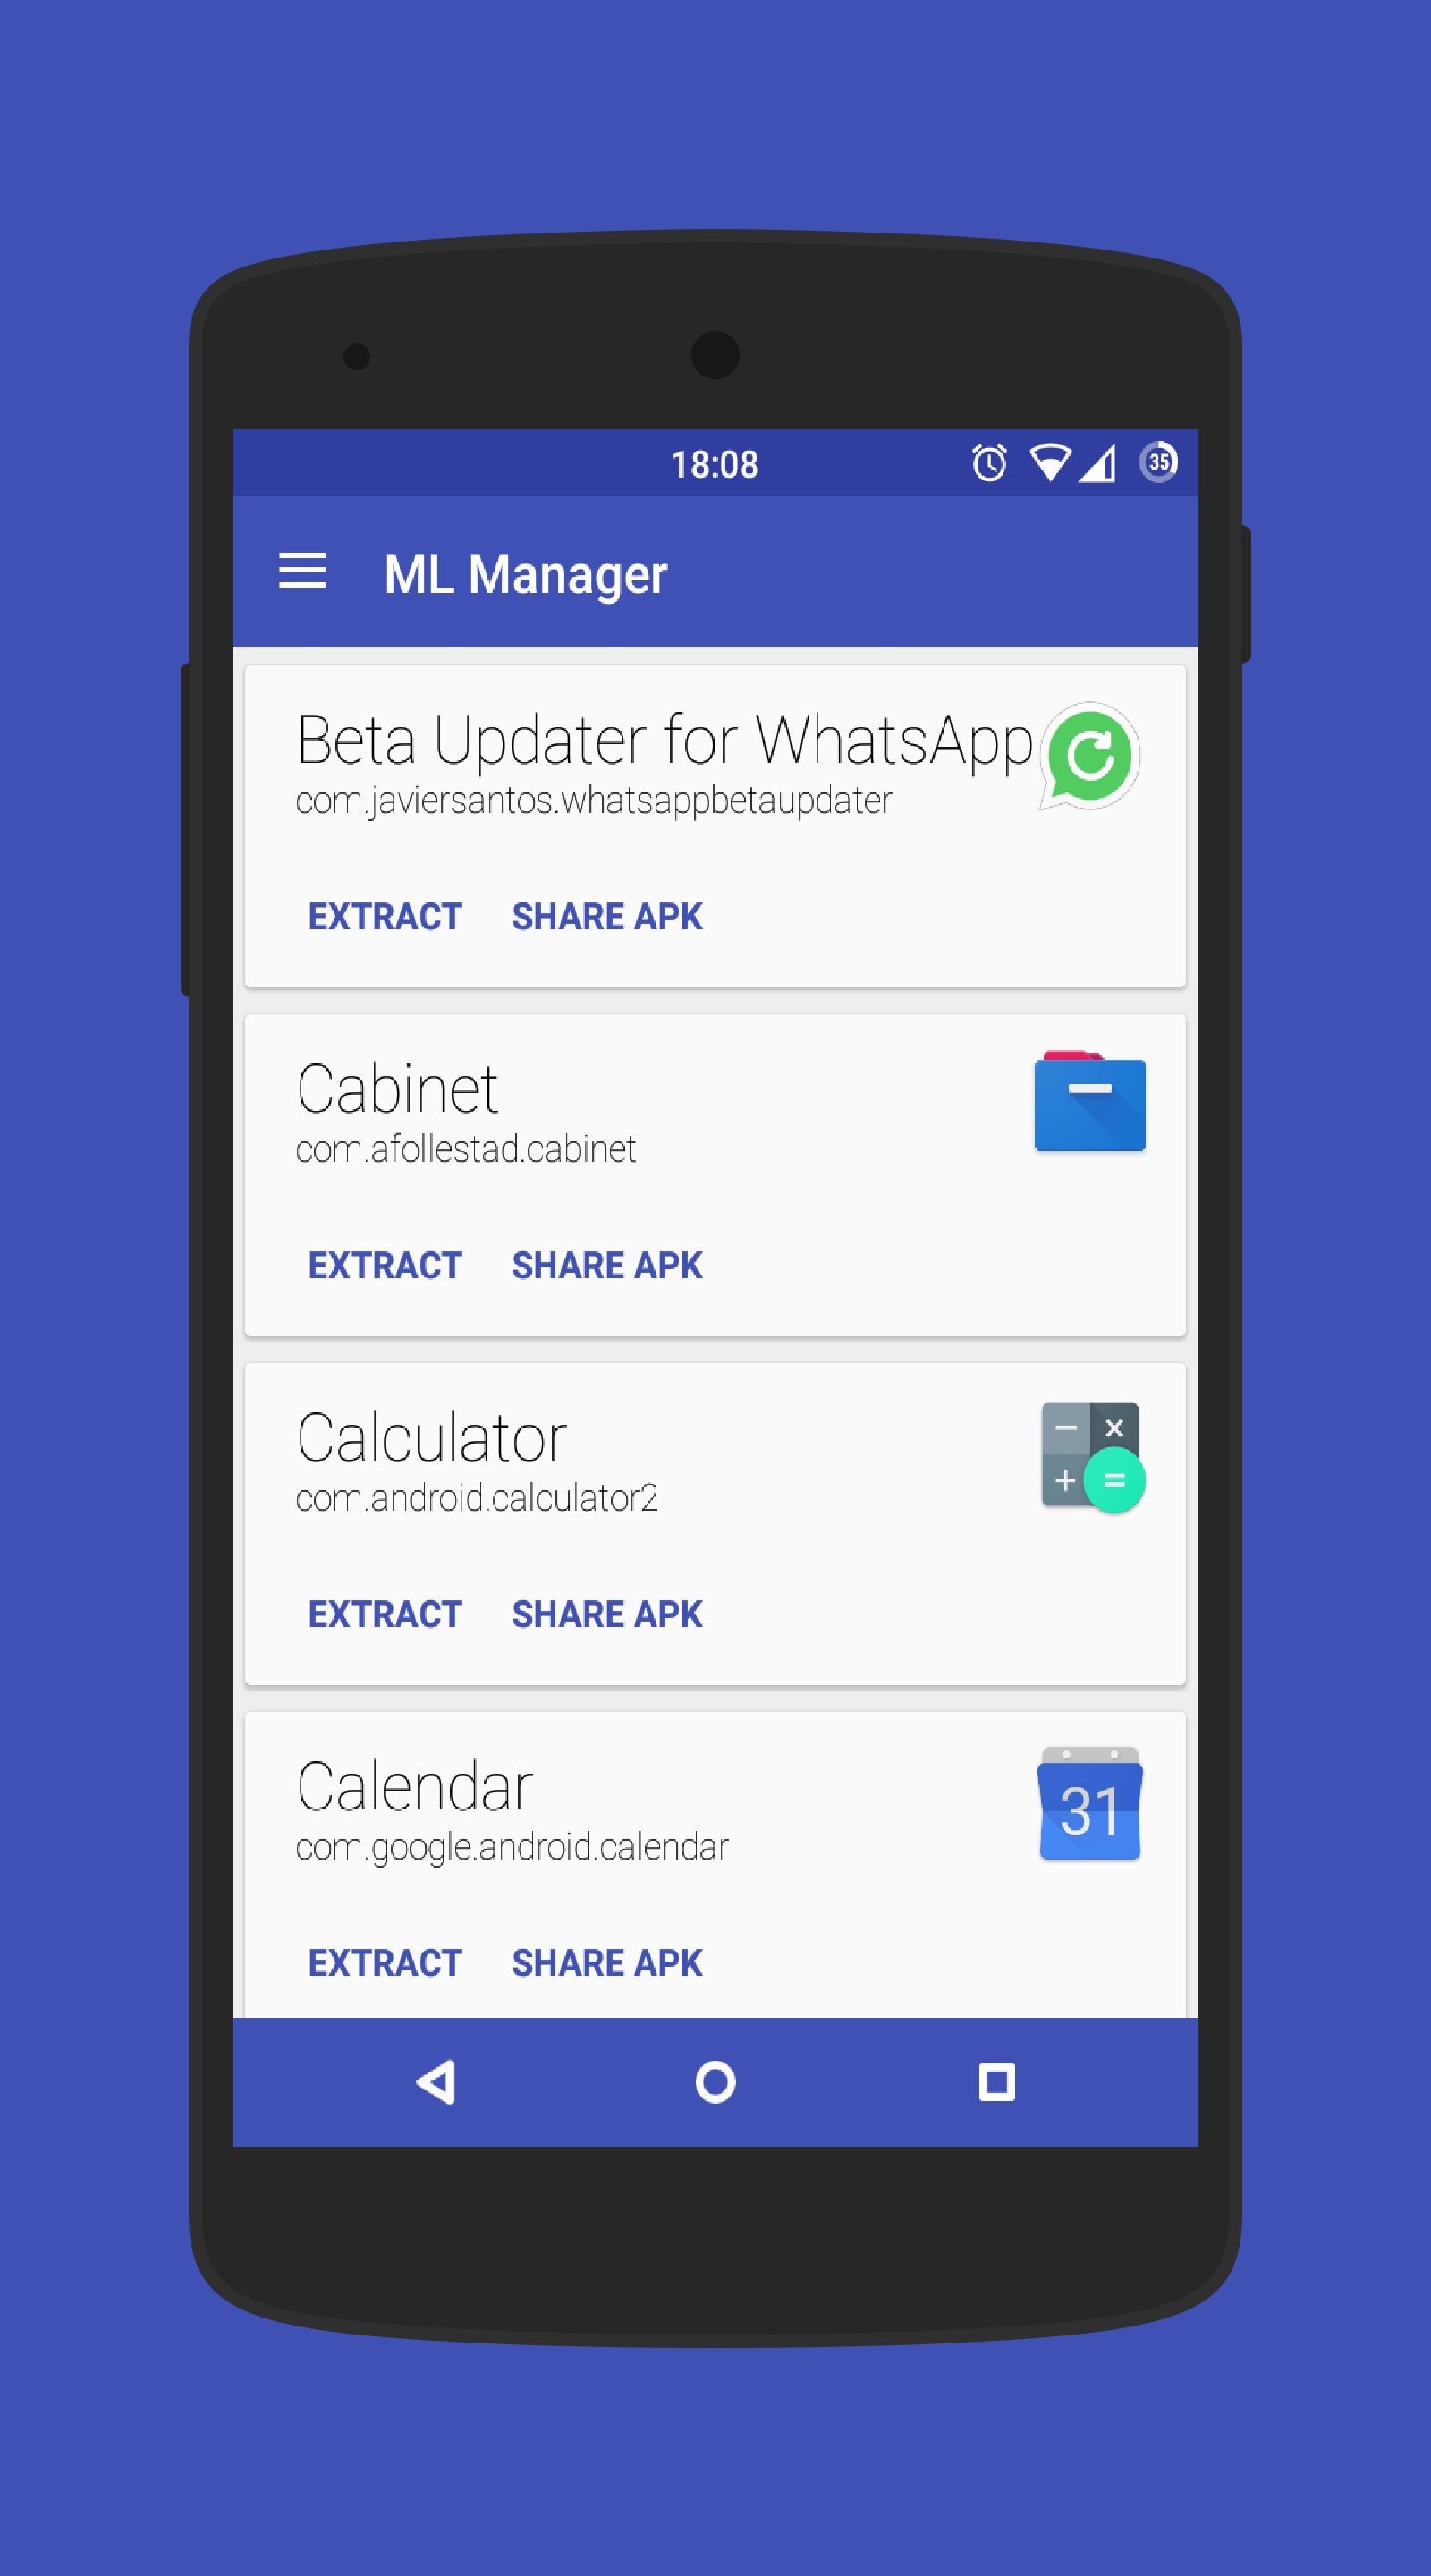 18:08
35
ML Manager
Beta Updater for WhatsApp
com.javiersantos.whatsappbetaupdater
EXTRACT SHARE APK
Cabinet
com.afollestad.cabinet
EXTRACT SHARE APK
Calculator
com.android.calculator2
EXTRACT SHARE APK
Calendar
31
com.google.android.calendar
EXTRACT SHARE APK